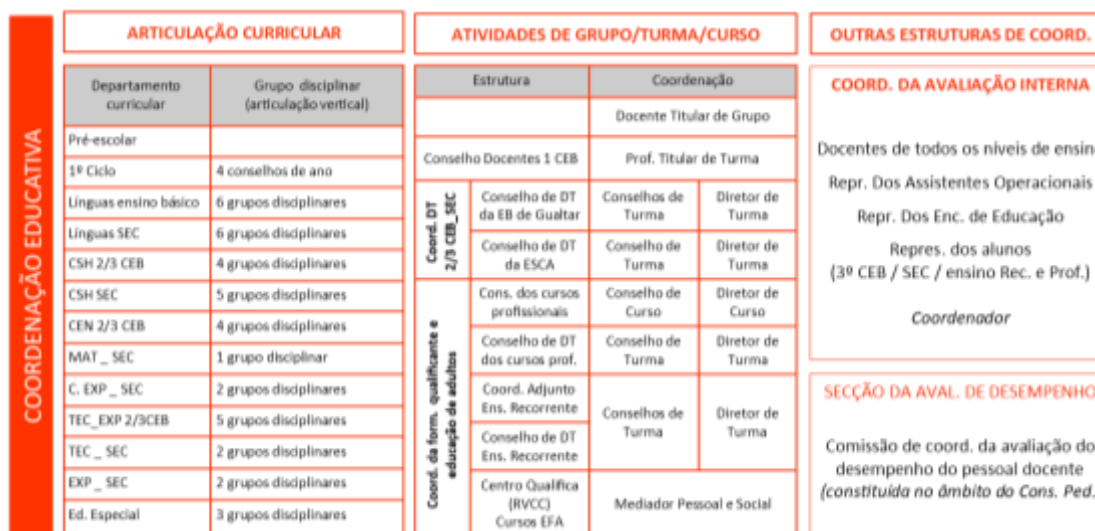 COORDENAÇÃO EDUCATIVA
ARTICULAÇÃO CURRICULAR
Departamento curricular
Grupo disciplinar (articulação vertical)
Pré-escolar
1º Ciclo
4 conselhos de ano
Línguas ensino básico
6 grupos disciplinares
Línguas SEC
6 grupos disciplinares
CSH 2/3 CEB
4 grupos disciplinares
CSH SEC
5 grupos disciplinares
CEN 2/3 CEB
4 grupos disciplinares
MAT _ SEC
1 grupo disciplinar
C. EXP _ SEC
2 grupos disciplinares
TEC_EXP 2/3CEB
5 grupos disciplinares
TEC _ SEC
2 grupos disciplinares
EXP _ SEC
2 grupos disciplinares
Ed. Especial
3 grupos disciplinares
ATIVIDADES DE GRUPO/TURMA/CURSO
Estrutura
Coordenação
Docente Titular de Grupo
Conselho Docentes 1 CEB
Prof. Titular de Turma
Coord. DT
2/3 CEB_SEC
Conselho de DT
da EB de Gualtar
Conselhos de
Turma
Diretor de
Turma
Conselho de DT
da ESCA
Conselho de
Turma
Diretor de
Turma
Coord. da form. qualificante e
educação de adultos
Cons. dos cursos
profissionais
Conselho de
Curso
Diretor de
Curso
Conselho de DT
dos cursos prof.
Conselho de
Turma
Diretor de
Turma
Coord. Adjunto
Ens. Recorrente
Conselho de DT
Ens. Recorrente
Conselhos de
Turma
Diretor de
Turma
Centro Qualifica
(RVCC)
Cursos EFA
Mediador Pessoal e Social
OUTRAS ESTRUTURAS DE COORD.
COORD. DA AVALIAÇÃO INTERNA
Docentes de todos os níveis de ensin
Repr. Dos Assistentes Operacionais
Repr. Dos Enc. de Educação
Repres. dos alunos
(3º CEB / SEC / ensino Rec. e Prof.)
Coordenador
SECÇÃO DA AVAL. DE DESEMPENHO
Comissão de coord. da avaliação do
desempenho do pessoal docente
(constituída no âmbito do Cons. Ped.